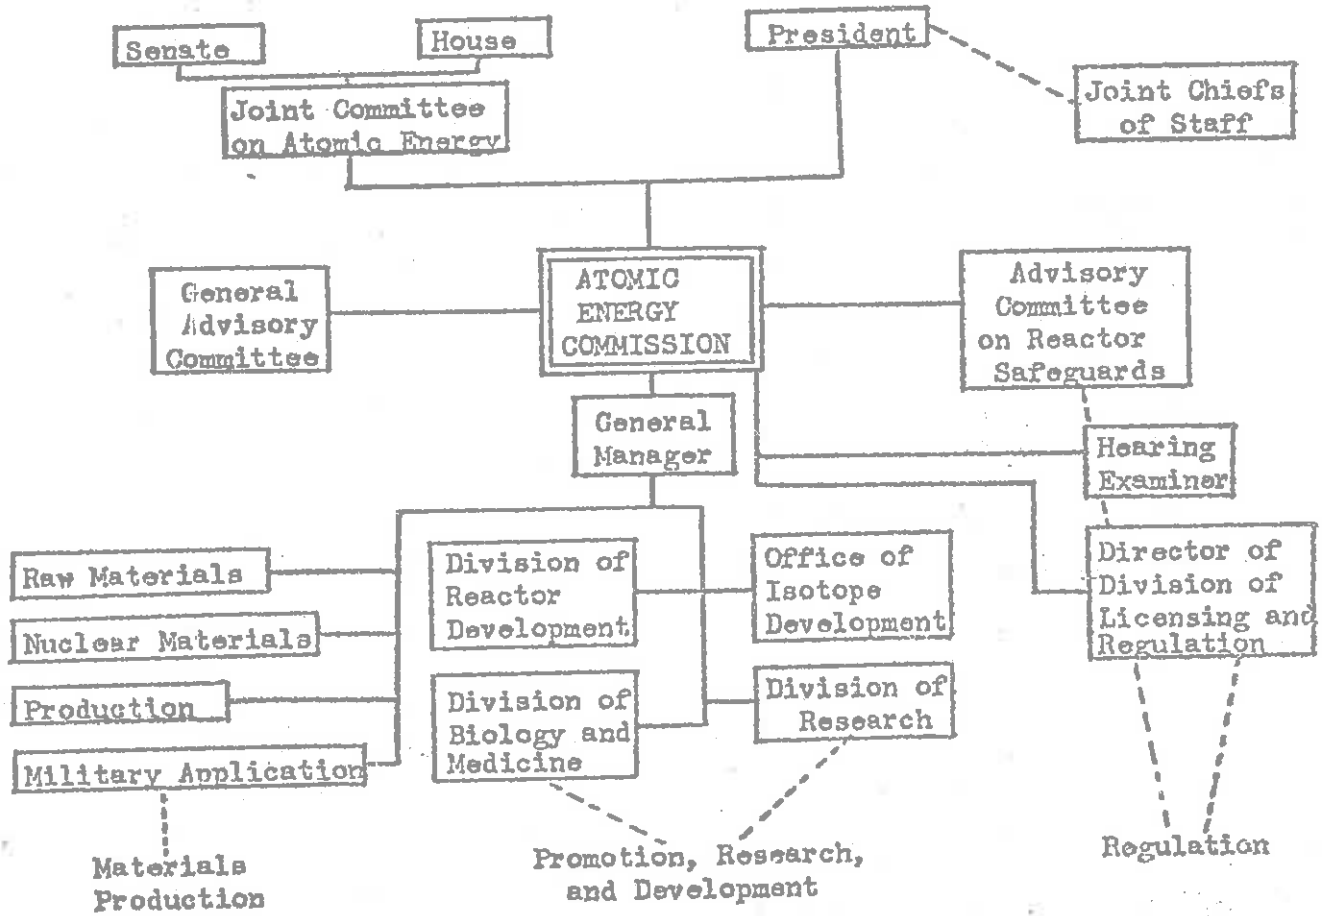 Senate
House
President
Joint Committee
on Atomic Energy
Joint Chiefs
of Staff
General
Advisory
Committee
ATOMIC
ENERGY
COMMISSION
Advisory
Committee
on Reactor
Safeguards
General
Manager
Hearing
Examiner
Raw Materials
Nuclear Materials
Production
Military Application
Division of
Reactor
Development
Office of
Isotope
Development
Director of
Division of
Licensing and
Regulation
Division of
Biology and
Medicine
Division of
Research
Materials
Production
Promotion, Research,
and Development
Regulation